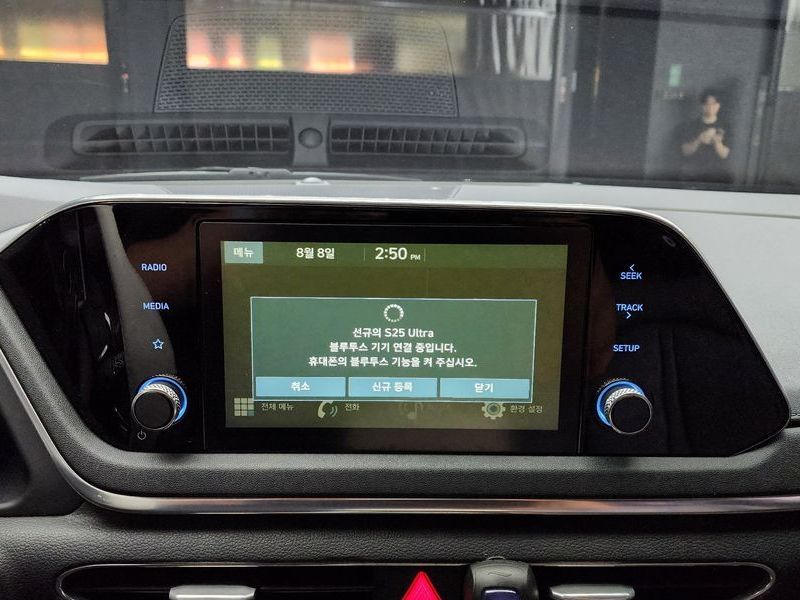 메뉴 8월 8일 2:50 PM
RADIO
MEDIA
신규의 S25 Ultra
블루투스 기기 연결 중입니다.
휴대폰의 블루투스 기능을 켜 주십시오.
취소 신규 등록 닫기
전체 메뉴 전화 환경 설정
SEEK
TRACK
SETUP